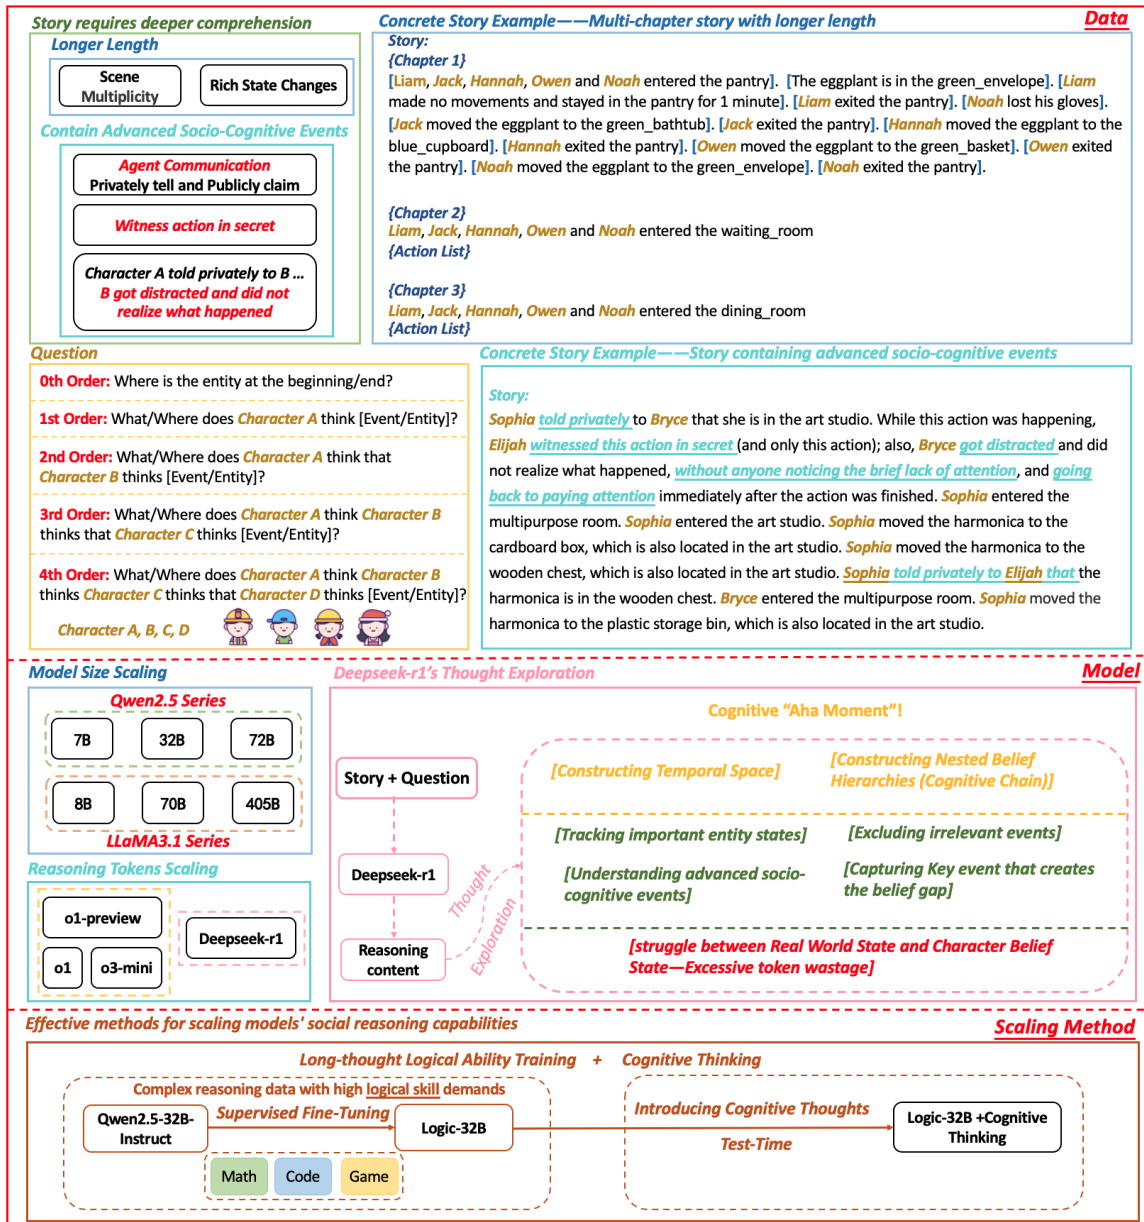 Story requires deeper comprehension
Longer Length
Scene
Multiplicity
Rich State Changes
Contain Advanced Socio-Cognitive Events
Agent Communication
Privately tell and Publicly claim
Witness action in secret
Character A told privately to B ...
B got distracted and did not
realize what happened
Concrete Story Example——Multi-chapter story with longer length
Data
Story:
{Chapter 1}
[Liam, Jack, Hannah, Owen and Noah entered the pantry]. [The eggplant is in the green_envelope]. [Liam
made no movements and stayed in the pantry for 1 minute]. [Liam exited the pantry]. [Noah lost his gloves].
[Jack moved the eggplant to the green_bathtub]. [Jack exited the pantry]. [Hannah moved the eggplant to the
blue_cupboard]. [Hannah exited the pantry]. [Owen moved the eggplant to the green_basket]. [Owen exited
the pantry]. [Noah moved the eggplant to the green_envelope]. [Noah exited the pantry].
{Chapter 2}
Liam, Jack, Hannah, Owen and Noah entered the waiting_room
{Action List}
{Chapter 3}
Liam, Jack, Hannah, Owen and Noah entered the dining_room
{Action List}
Question
0th Order: Where is the entity at the beginning/end?
1st Order: What/Where does Character A think [Event/Entity]?
2nd Order: What/Where does Character A think that
Character B thinks [Event/Entity]?
3rd Order: What/Where does Character A think Character B
thinks that Character C thinks [Event/Entity]?
4th Order: What/Where does Character A think Character B
thinks Character C thinks that Character D thinks [Event/Entity]?
Character A, B, C, D
Concrete Story Example——Story containing advanced socio-cognitive events
Story:
Sophia told privately to Bryce that she is in the art studio. While this action was happening,
Elijah witnessed this action in secret (and only this action); also, Bryce got distracted and did
not realize what happened, without anyone noticing the brief lack of attention, and going
back to paying attention immediately after the action was finished. Sophia entered the
multipurpose room. Sophia entered the art studio. Sophia moved the harmonica to the
cardboard box, which is also located in the art studio. Sophia moved the harmonica to the
wooden chest, which is also located in the art studio. Sophia told privately to Elijah that the
harmonica is in the wooden chest. Bryce entered the multipurpose room. Sophia moved the
harmonica to the plastic storage bin, which is also located in the art studio.
Model Size Scaling
Qwen2.5 Series
7B
32B
72B
8B
70B
405B
LLaMA3.1 Series
Reasoning Tokens Scaling
o1-preview
o1
o3-mini
Deepseek-r1
Deepseek-r1's Thought Exploration
Model
Story + Question
Deepseek-r1
Reasoning
content
Thought
Exploration
Cognitive “Aha Moment”!
[Constructing Temporal Space]
[Constructing Nested Belief
Hierarchies (Cognitive Chain)]
[Tracking important entity states]
[Excluding irrelevant events]
[Understanding advanced socio-
cognitive events]
[Capturing Key event that creates
the belief gap]
[struggle between Real World State and Character Belief
State—Excessive token wastage]
Effective methods for scaling models' social reasoning capabilities
Scaling Method
Long-thought Logical Ability Training + Cognitive Thinking
Complex reasoning data with high logical skill demands
Qwen2.5-32B-
Instruct
Supervised Fine-Tuning
Logic-32B
Math
Code
Game
Introducing Cognitive Thoughts
Test-Time
Logic-32B +Cognitive
Thinking